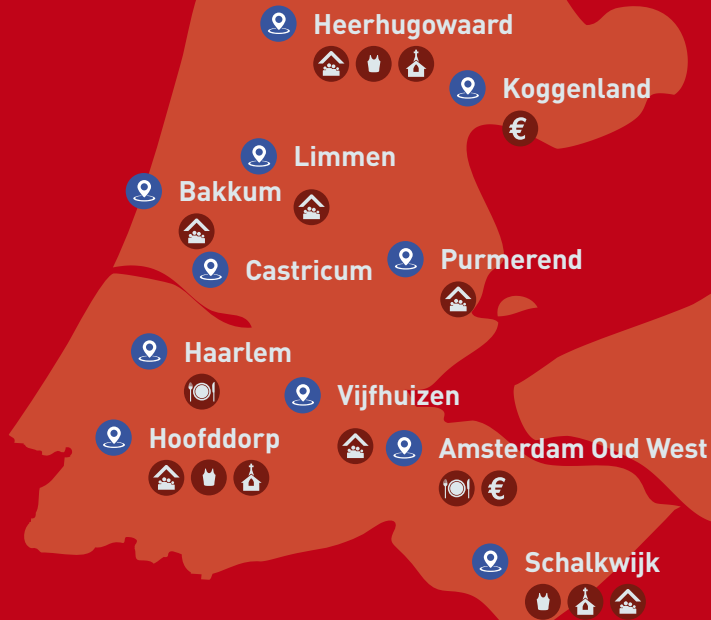 Heerhugowaard
Koggenland
€
Limmen
Bakkum
Castricum
Purmerend
Haarlem
Vijfhuizen
Hoofddorp
Amsterdam Oud West
€
Schalkwijk